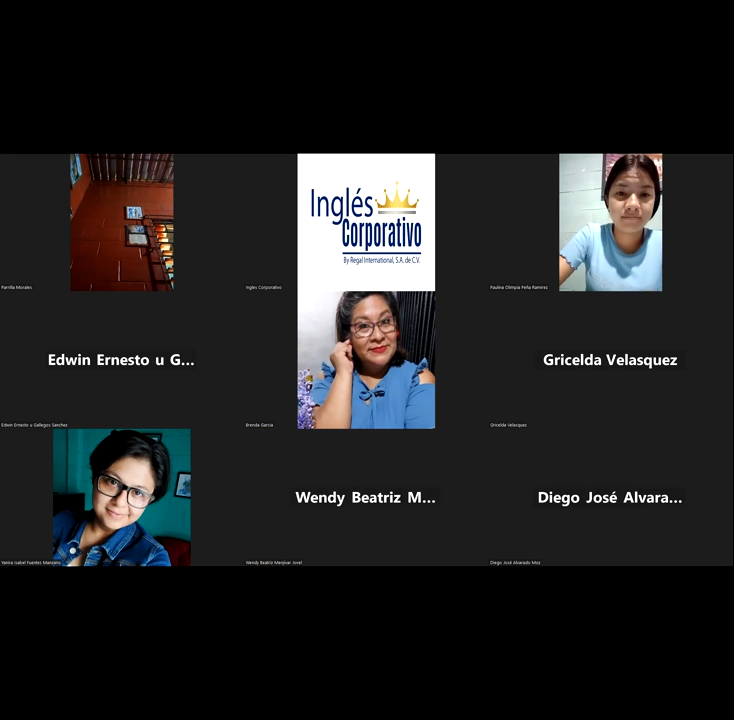 Inglés
Corporativo
By Regal International, S.A. de C.V.
Parrilla Morales
Ingles Corporativo
Paulina Olimpia Peña Ramirez
Edwin Ernesto u G...
Gricelda Velasquez
Edwin Ernesto u Gallegos Sanchez
Brenda Garcia
Gricelda Velasquez
Wendy Beatriz M...
Diego José Alvara...
Yanira Isabel Fuentes Manzano
Wendy Beatriz Menjivar Jovel
Diego José Alvarado Moz